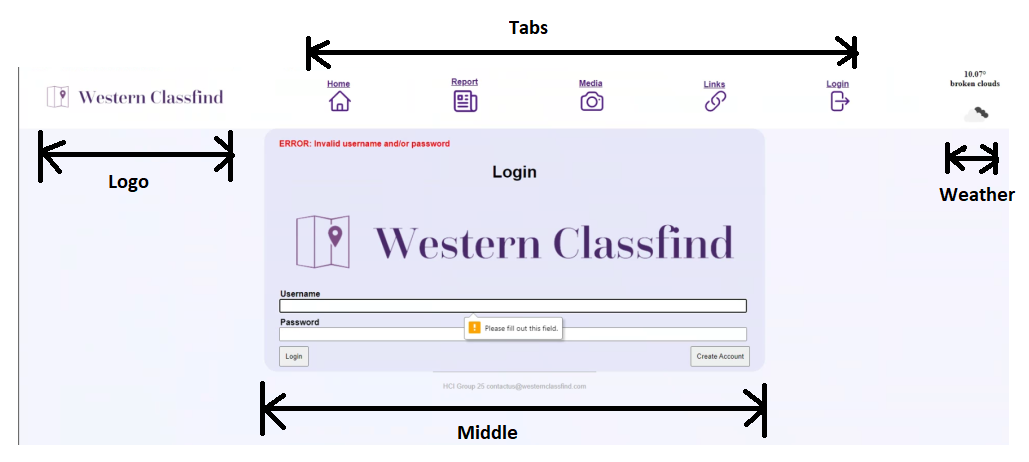 Tabs
Home
Report
Media
Links
Login
10.07°
broken clouds
Western Classfind
Logo
Weather
ERROR: Invalid username and/or password
Login
Western Classfind
Username
Password
Please fill out this field.
Login
Create Account
HCI Group 25 contactus@westernclassfind.com
Middle